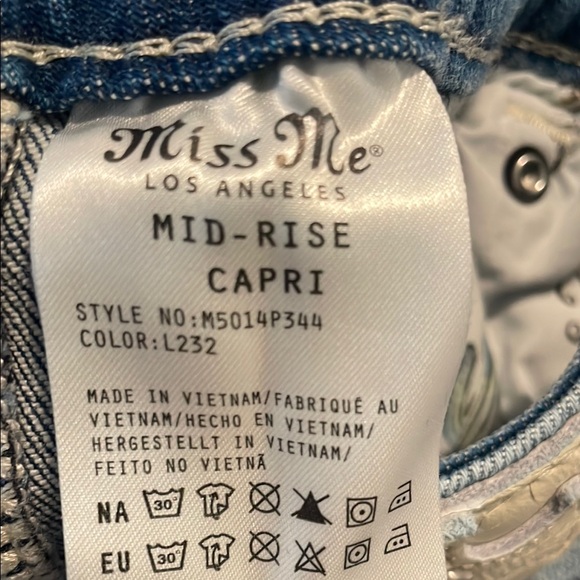 Miss Me®
LOS ANGELES
MID-RISE
CAPRI
STYLE NO:M5014P344
COLOR:L232
MADE IN VIETNAM/FABRIQUÉ AU
VIETNAM/HECHO EN VIETNAM/
HERGESTELLT IN VIETNAM/
FEITO NO VIETNÃ
NA 30°
EU 30°